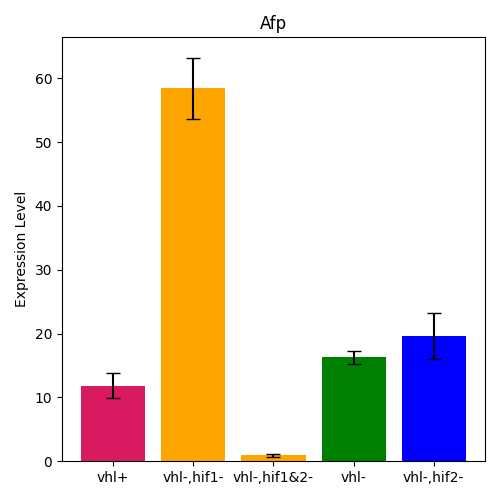 Afp
Expression Level
60
50
40
30
20
10
0
vhl+
vhl-,hif1-
vhl-,hif1&2-
vhl-
vhl-,hif2-